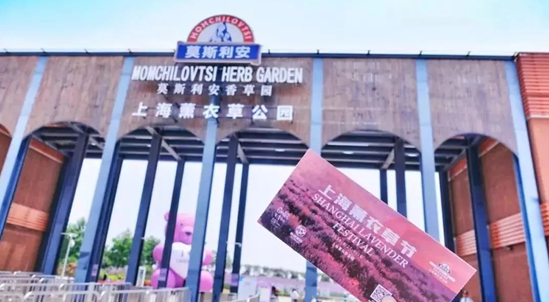 MOMCHILOVTSI
莫斯利安
MOMCHILOVTSI HERB GARDEN
莫斯利安香草园
上海薰衣草公园
上海薰衣草节
SHANGHAI LAVENDER
FESTIVAL